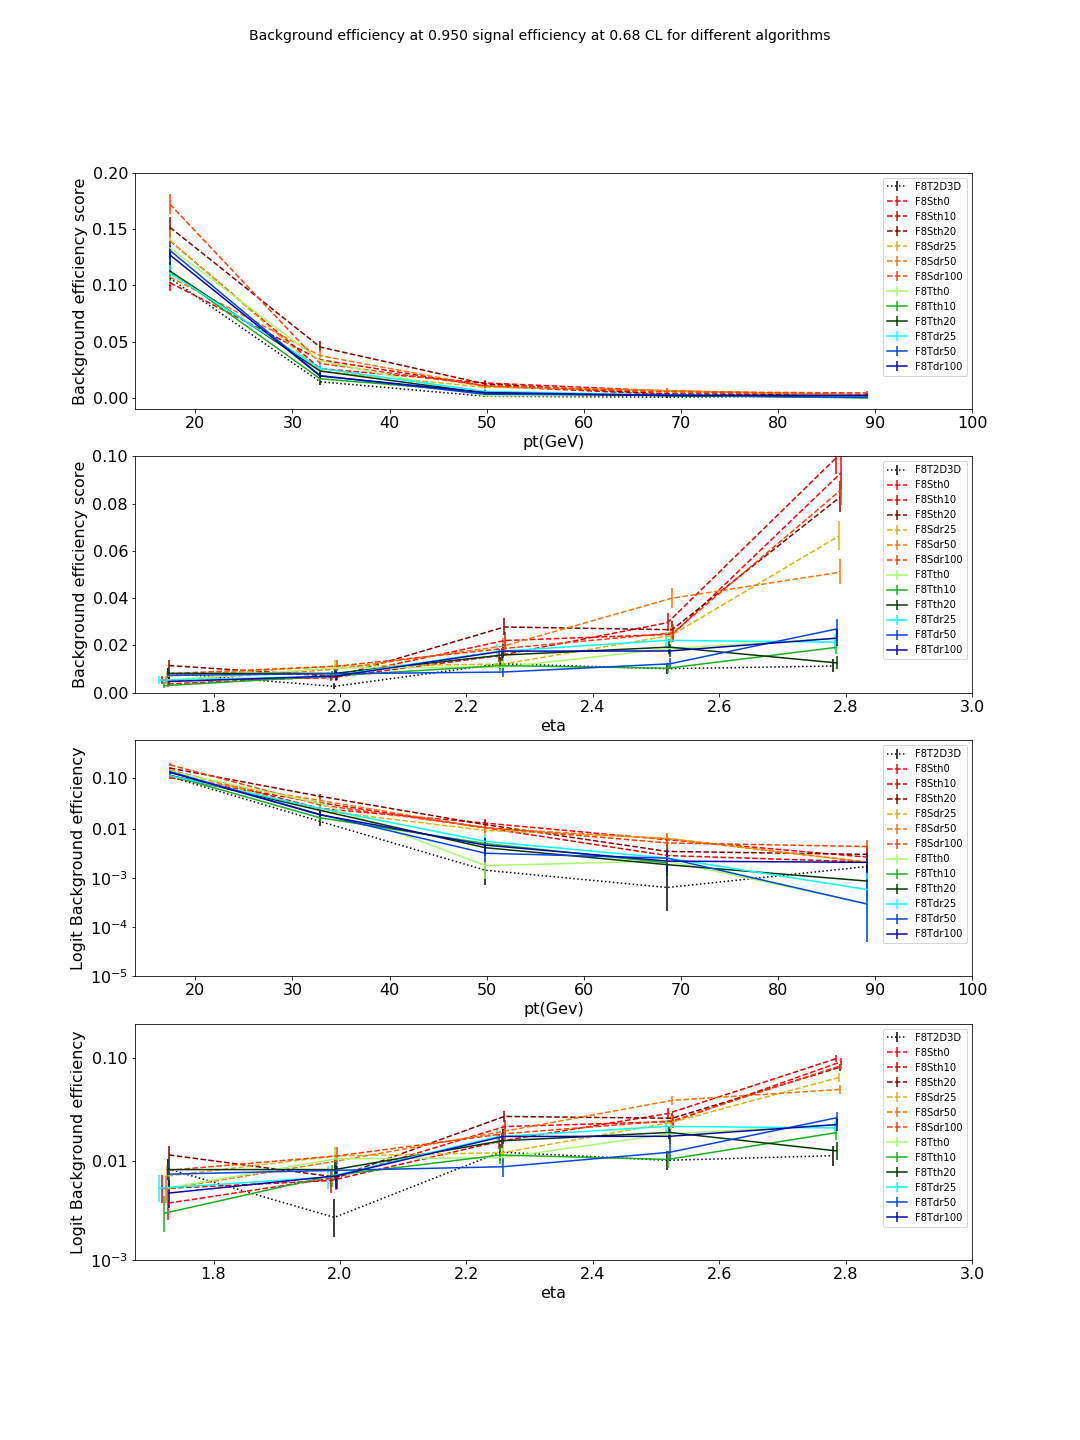 Background efficiency at 0.950 signal efficiency at 0.68 CL for different algorithms
Background efficiency score
0.20
0.15
0.10
0.05
0.00
20 30 40 50 60 70 80 90 100
pt(GeV)
F8T2D3D
F8Sth0
F8Sth10
F8Sth20
F8Sdr25
F8Sdr50
F8Sdr100
F8Tth0
F8Tth10
F8Tth20
F8Tdr25
F8Tdr50
F8Tdr100
Background efficiency score
0.10
0.08
0.06
0.04
0.02
0.00
1.8 2.0 2.2 2.4 2.6 2.8 3.0
eta
F8T2D3D
F8Sth0
F8Sth10
F8Sth20
F8Sdr25
F8Sdr50
F8Sdr100
F8Tth0
F8Tth10
F8Tth20
F8Tdr25
F8Tdr50
F8Tdr100
Logit Background efficiency
0.10
0.01
10⁻³
10⁻⁴
10⁻⁵
20 30 40 50 60 70 80 90 100
pt(Gev)
F8T2D3D
F8Sth0
F8Sth10
F8Sth20
F8Sdr25
F8Sdr50
F8Sdr100
F8Tth0
F8Tth10
F8Tth20
F8Tdr25
F8Tdr50
F8Tdr100
Logit Background efficiency
0.10
0.01
10⁻³
1.8 2.0 2.2 2.4 2.6 2.8 3.0
eta
F8T2D3D
F8Sth0
F8Sth10
F8Sth20
F8Sdr25
F8Sdr50
F8Sdr100
F8Tth0
F8Tth10
F8Tth20
F8Tdr25
F8Tdr50
F8Tdr100